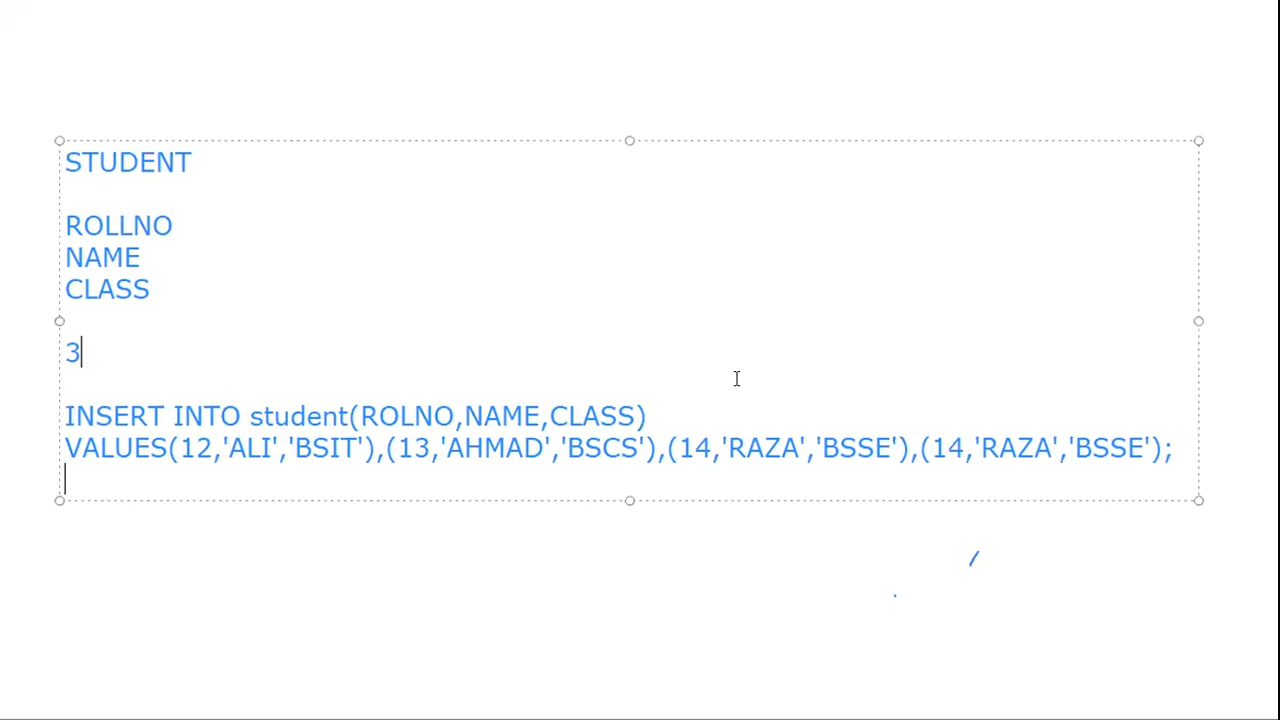 STUDENT
ROLLNO
NAME
CLASS
3
INSERT INTO student(ROLNO,NAME,CLASS)
VALUES(12,'ALI','BSIT'),(13,'AHMAD','BSCS'),(14,'RAZA','BSSE'),(14,'RAZA','BSSE');